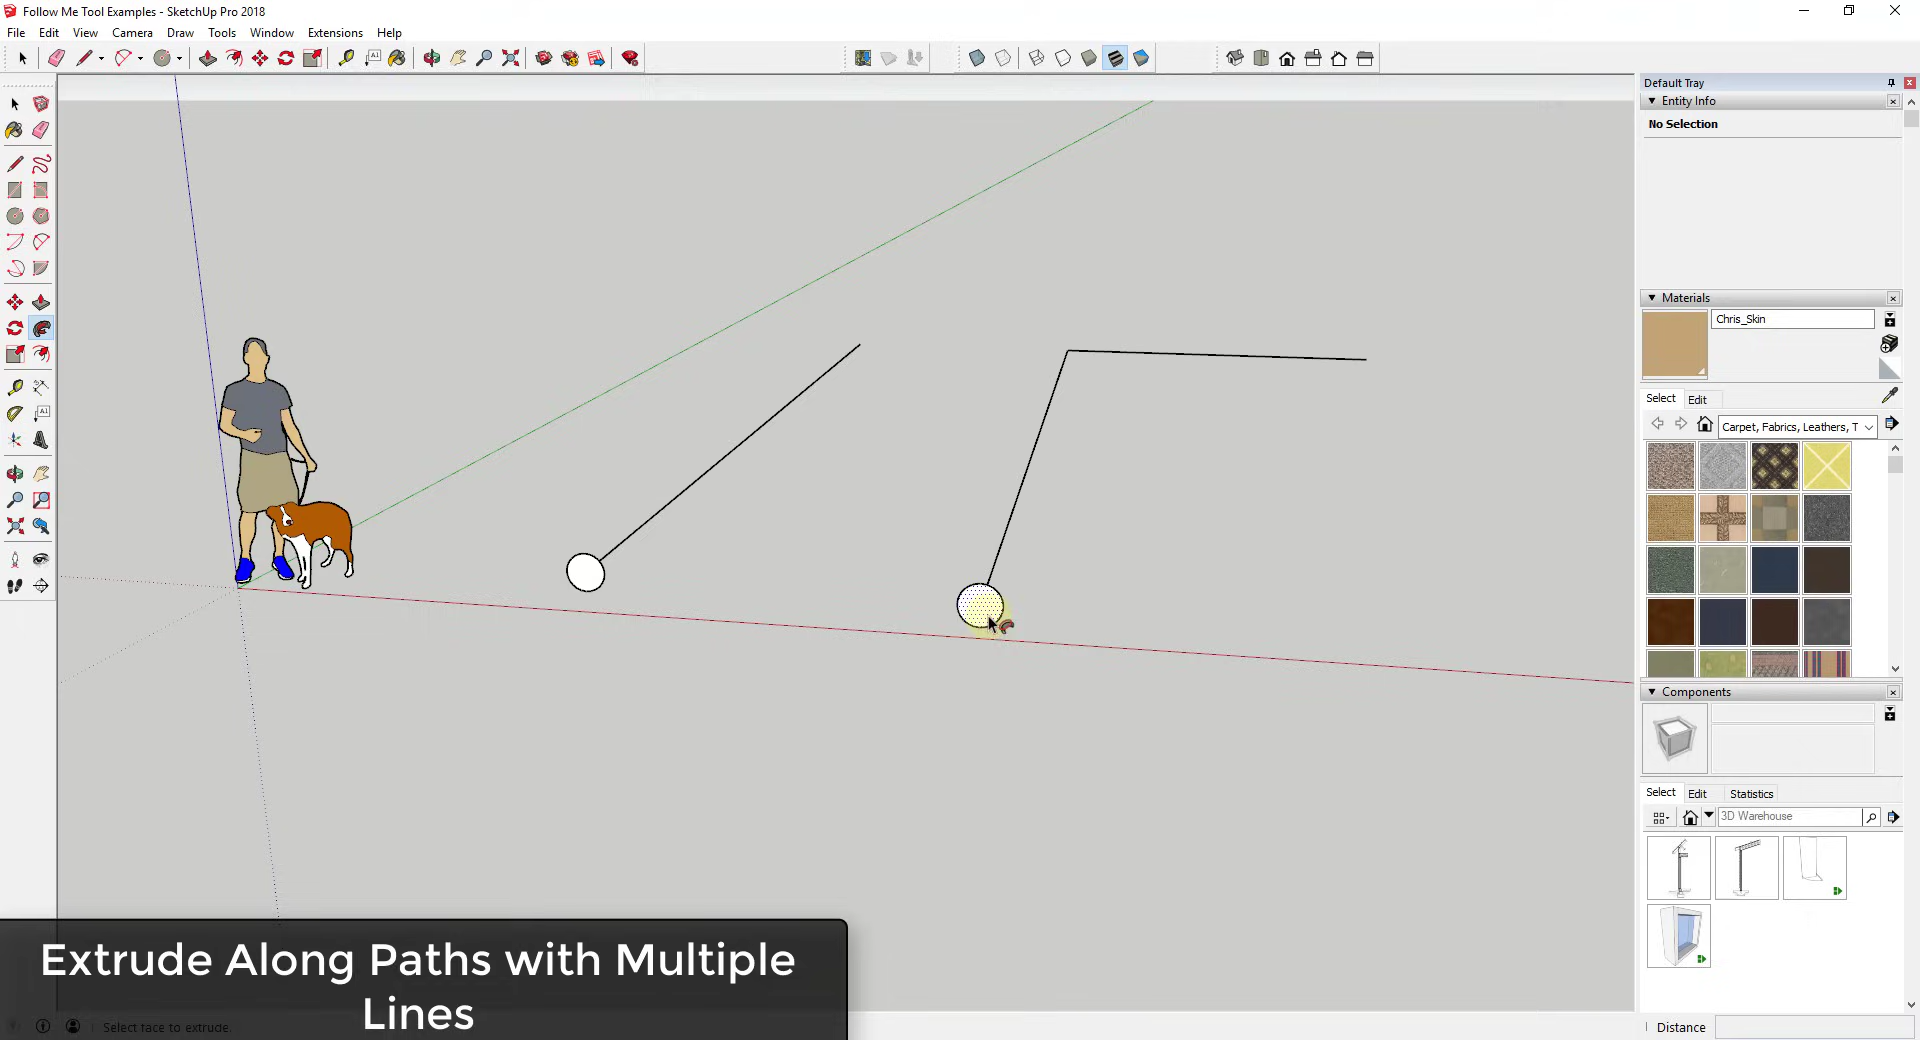 Follow Me Tool Examples - SketchUp Pro 2018
File Edit View Camera Draw Tools Window Extensions Help
Default Tray
Entity Info
No Selection
Materials
Chris_Skin
Select Edit
Carpet, Fabrics, Leathers, T
Components
Select Edit Statistics
3D Warehouse
Extrude Along Paths with Multiple
Lines
Select face to extrude.
Distance